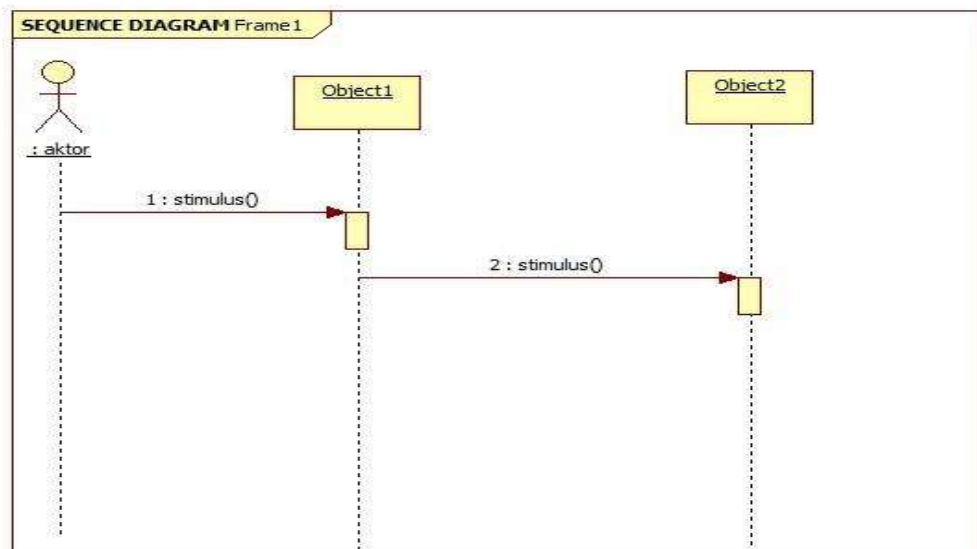 SEQUENCE DIAGRAM Frame1
Object1
Object2
: aktor
1 : stimulus()
2 : stimulus()